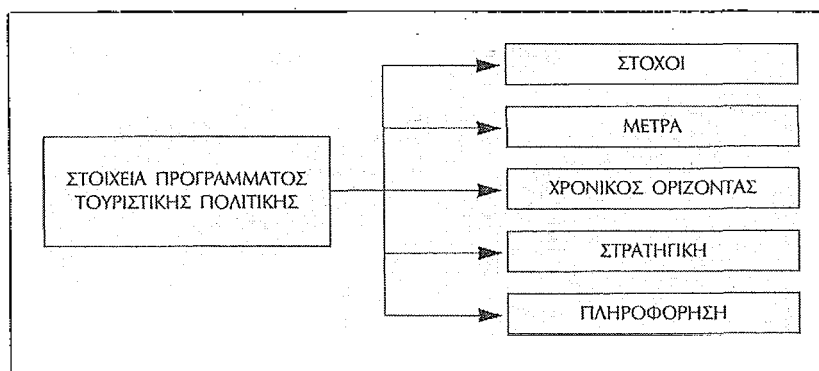 ΣΤΟΙΧΕΙΑ ΠΡΟΓΡΑΜΜΑΤΟΣ
ΤΟΥΡΙΣΤΙΚΗΣ ΠΟΛΙΤΙΚΗΣ
ΣΤΟΧΟΙ
ΜΕΤΡΑ
ΧΡΟΝΙΚΟΣ ΟΡΙΖΟΝΤΑΣ
ΣΤΡΑΤΗΓΙΚΗ
ΠΛΗΡΟΦΟΡΗΣΗ